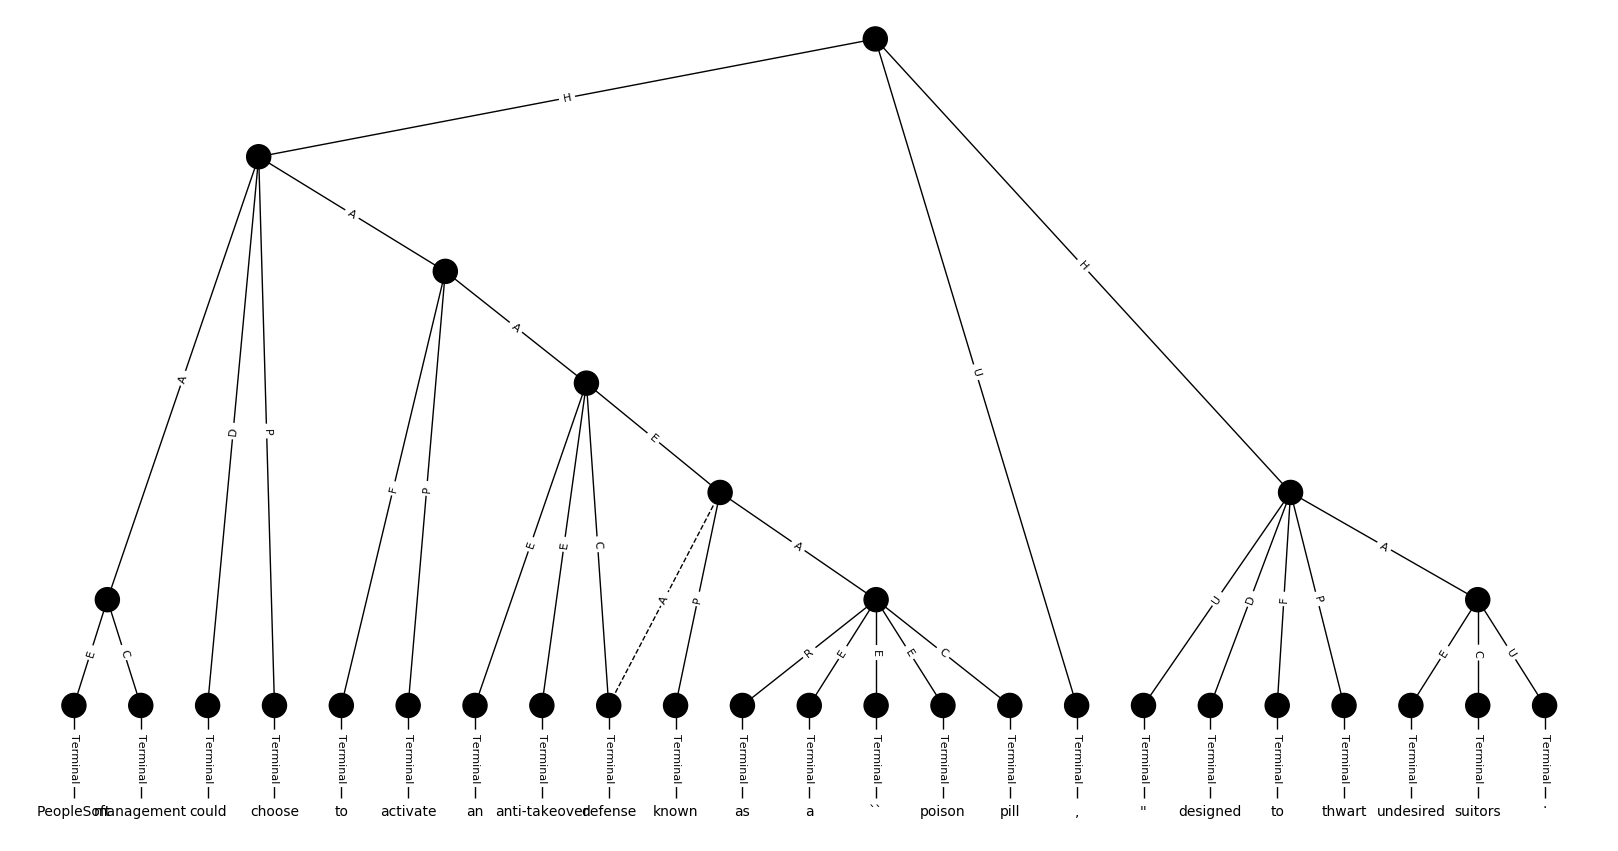 H
A
H
A
U
A
D
P
E
F
P
E
E
C
A
A
A
P
U
D
F
P
E
C
R
E
E
E
C
E
C
U
Terminal Terminal Terminal Terminal Terminal Terminal Terminal Terminal Terminal Terminal Terminal Terminal Terminal Terminal Terminal Terminal Terminal Terminal Terminal Terminal Terminal Terminal Terminal
PeopleSoft management could choose to activate an anti-takeover defense known as a `` poison pill , " designed to thwart undesired suitors .